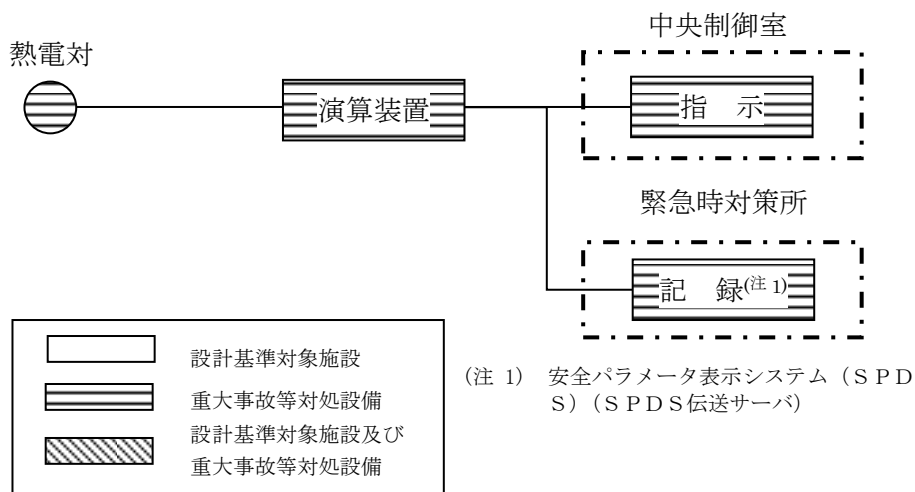 中央制御室
熱電対
演算装置
指　示
緊急時対策所
記　録(注 1)
設計基準対象施設
重大事故等対処設備
設計基準対象施設及び
重大事故等対処設備
(注 1)　安全パラメータ表示システム（ＳＰＤ
Ｓ）（ＳＰＤＳ伝送サーバ）